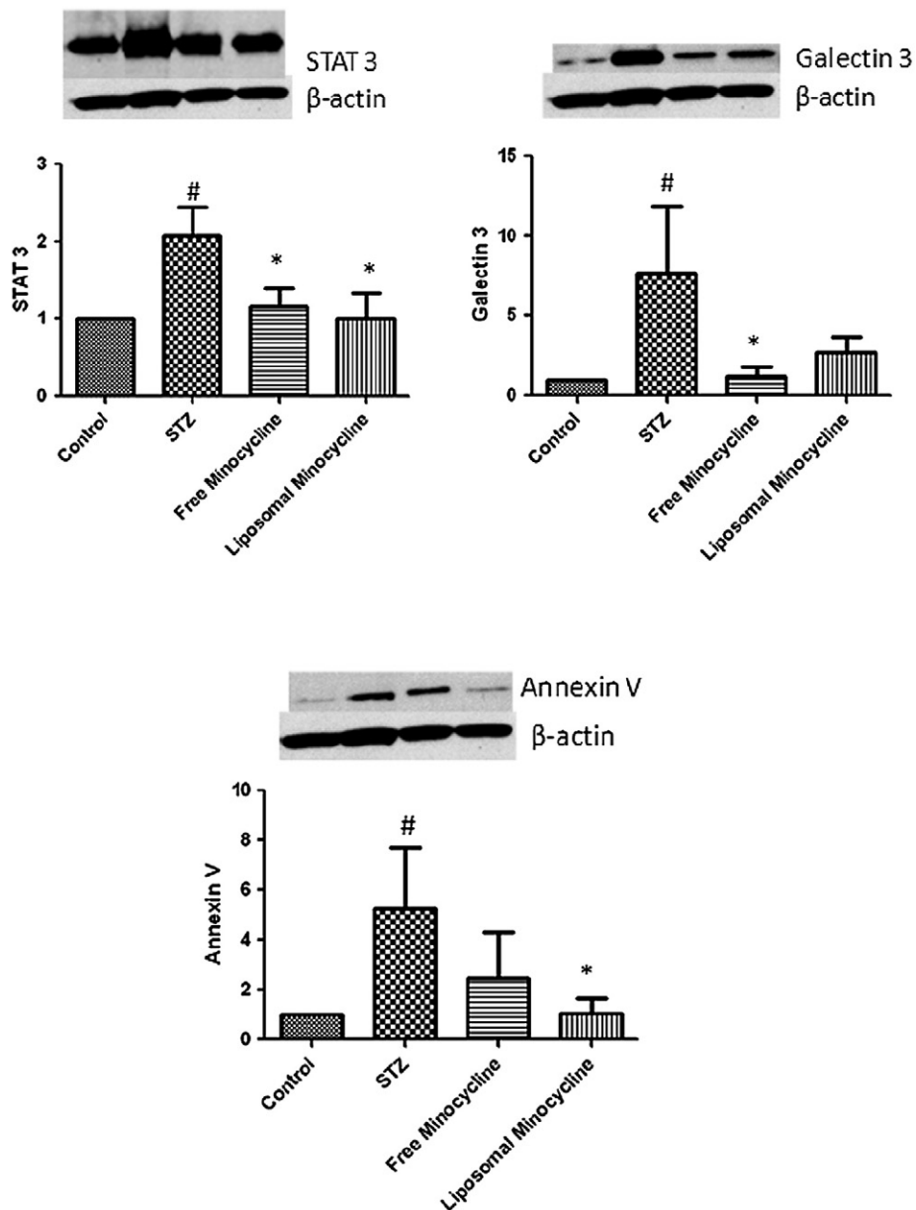 STAT 3
β-actin
3
2
1
0
STAT 3
#
*
*
Control
STZ
Free Minocycline
Liposomal Minocycline
Galectin 3
β-actin
15
10
5
0
Galectin 3
#
*
Control
STZ
Free Minocycline
Liposomal Minocycline
Annexin V
β-actin
10
8
6
4
2
0
Annexin V
#
*
Control
STZ
Free Minocycline
Liposomal Minocycline